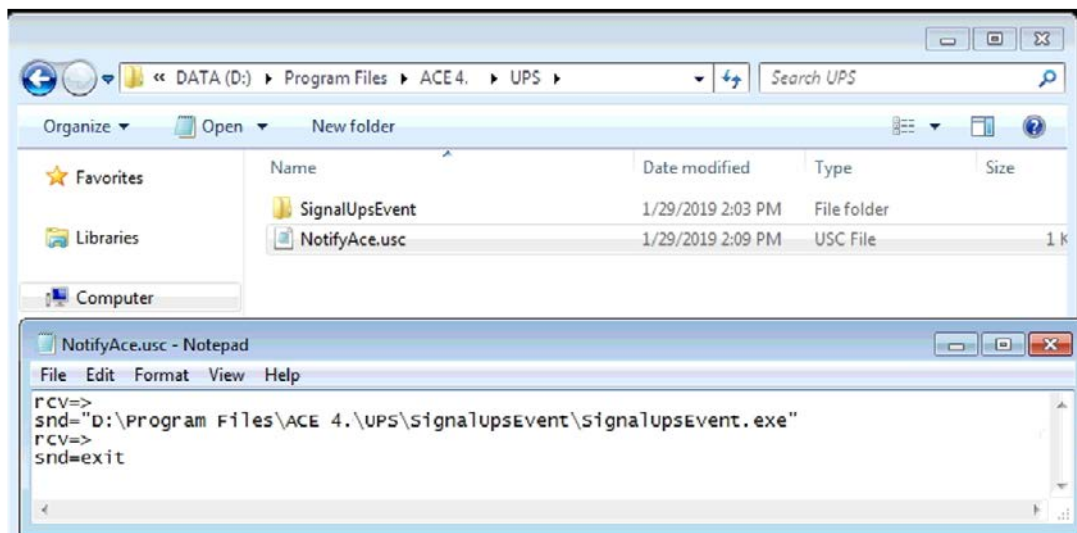 « DATA (D:) ▸ Program Files ▸ ACE 4. ▸ UPS ▸ Search UPS
Organize ▾ Open ▾ New folder
Name Date modified Type Size
Favorites
SignalUpsEvent 1/29/2019 2:03 PM File folder
Libraries
NotifyAce.usc 1/29/2019 2:09 PM USC File 1 K
Computer
NotifyAce.usc - Notepad
File Edit Format View Help
rcv=>
snd="D:\Program Files\ACE 4.\UPS\SignalUpsEvent\SignalUpsEvent.exe"
rcv=>
snd=exit